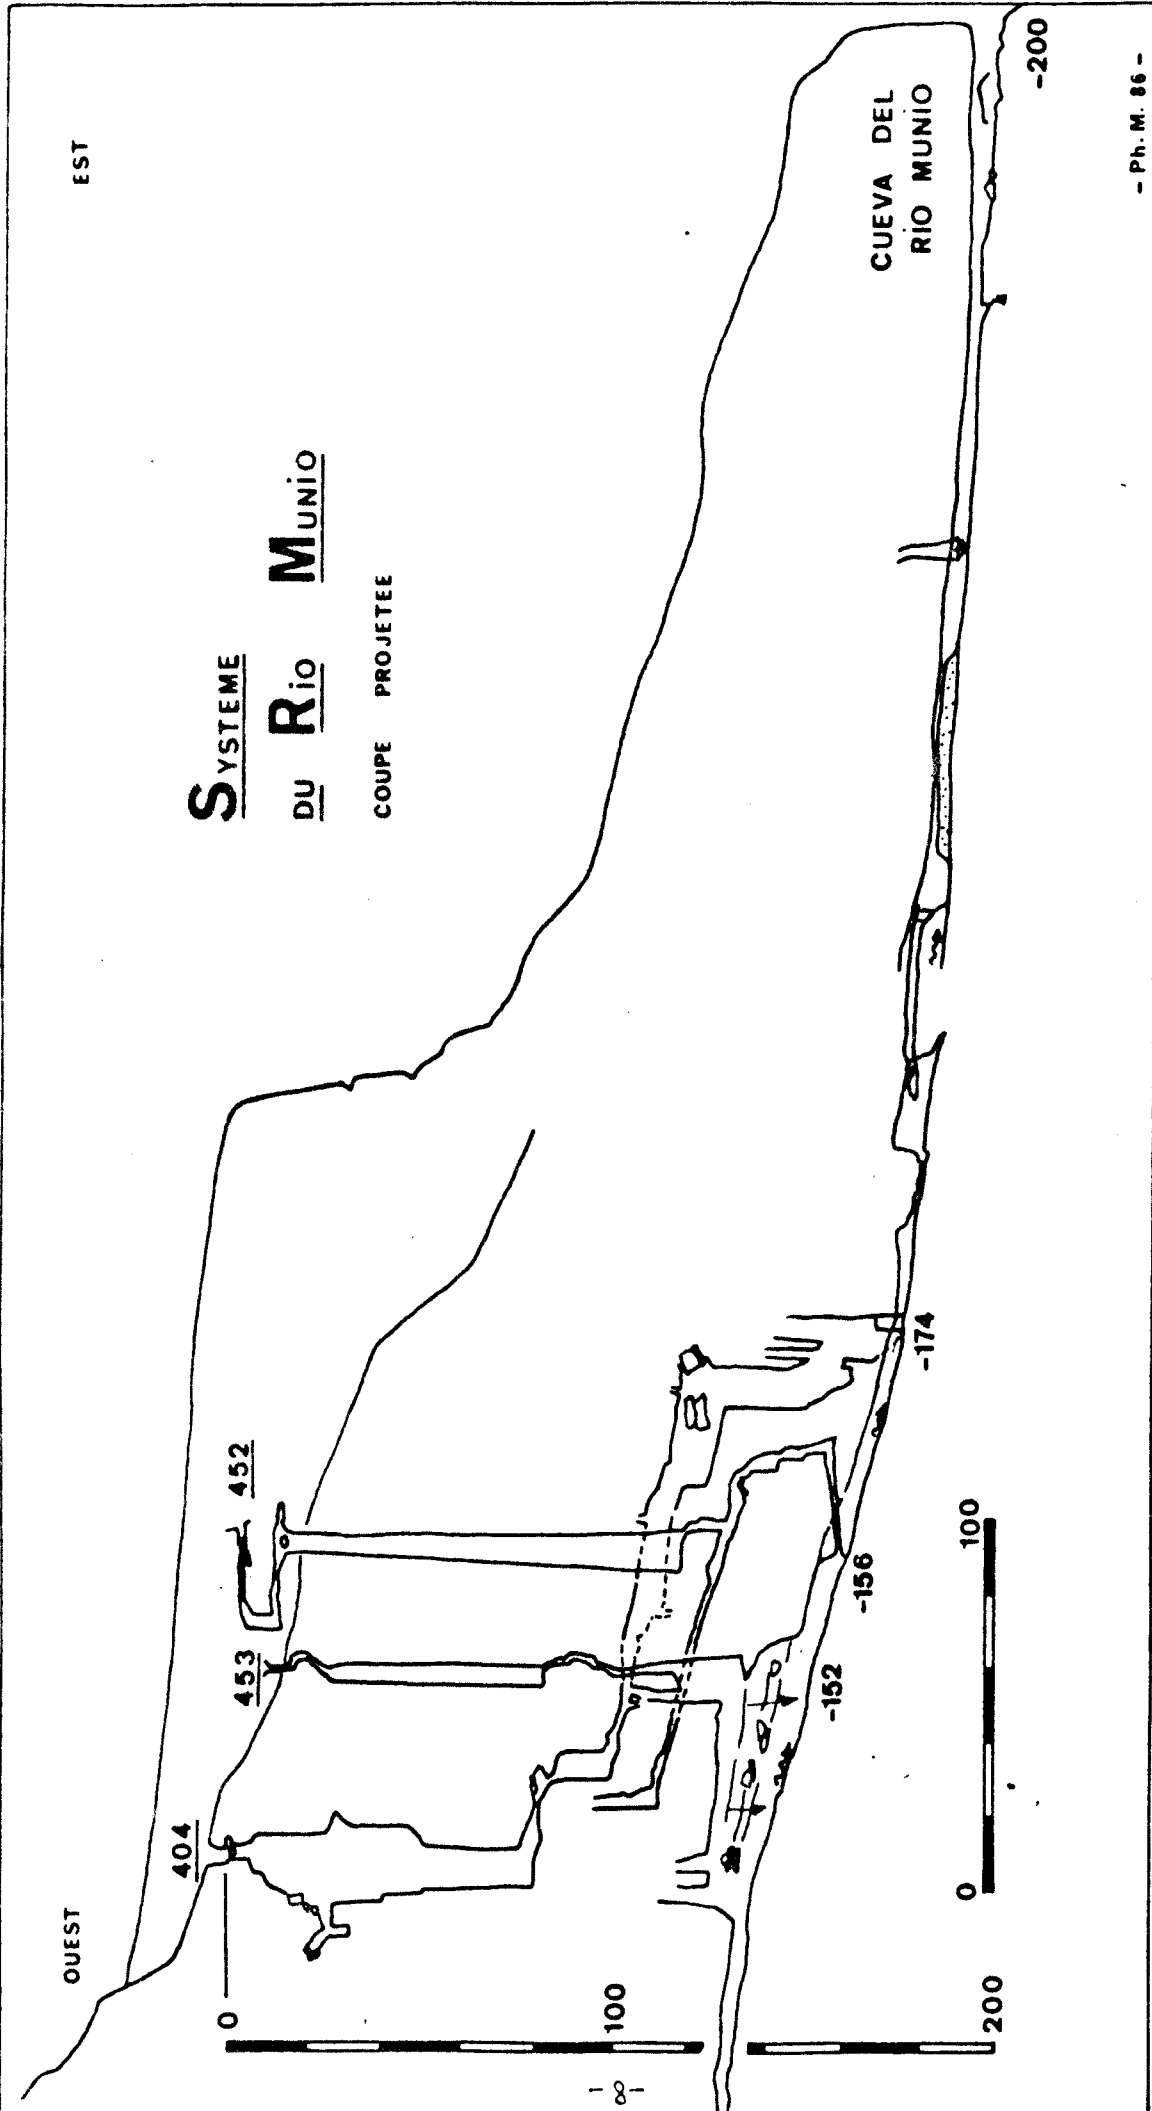 OUEST
EST
SYSTEME
DU RIO MUNIO
COUPE PROJETEE
404
453
452
0
100
200
-152
-156
-174
0
100
CUEVA DEL
RIO MUNIO
-200
- Ph. M. 86 -
-8-